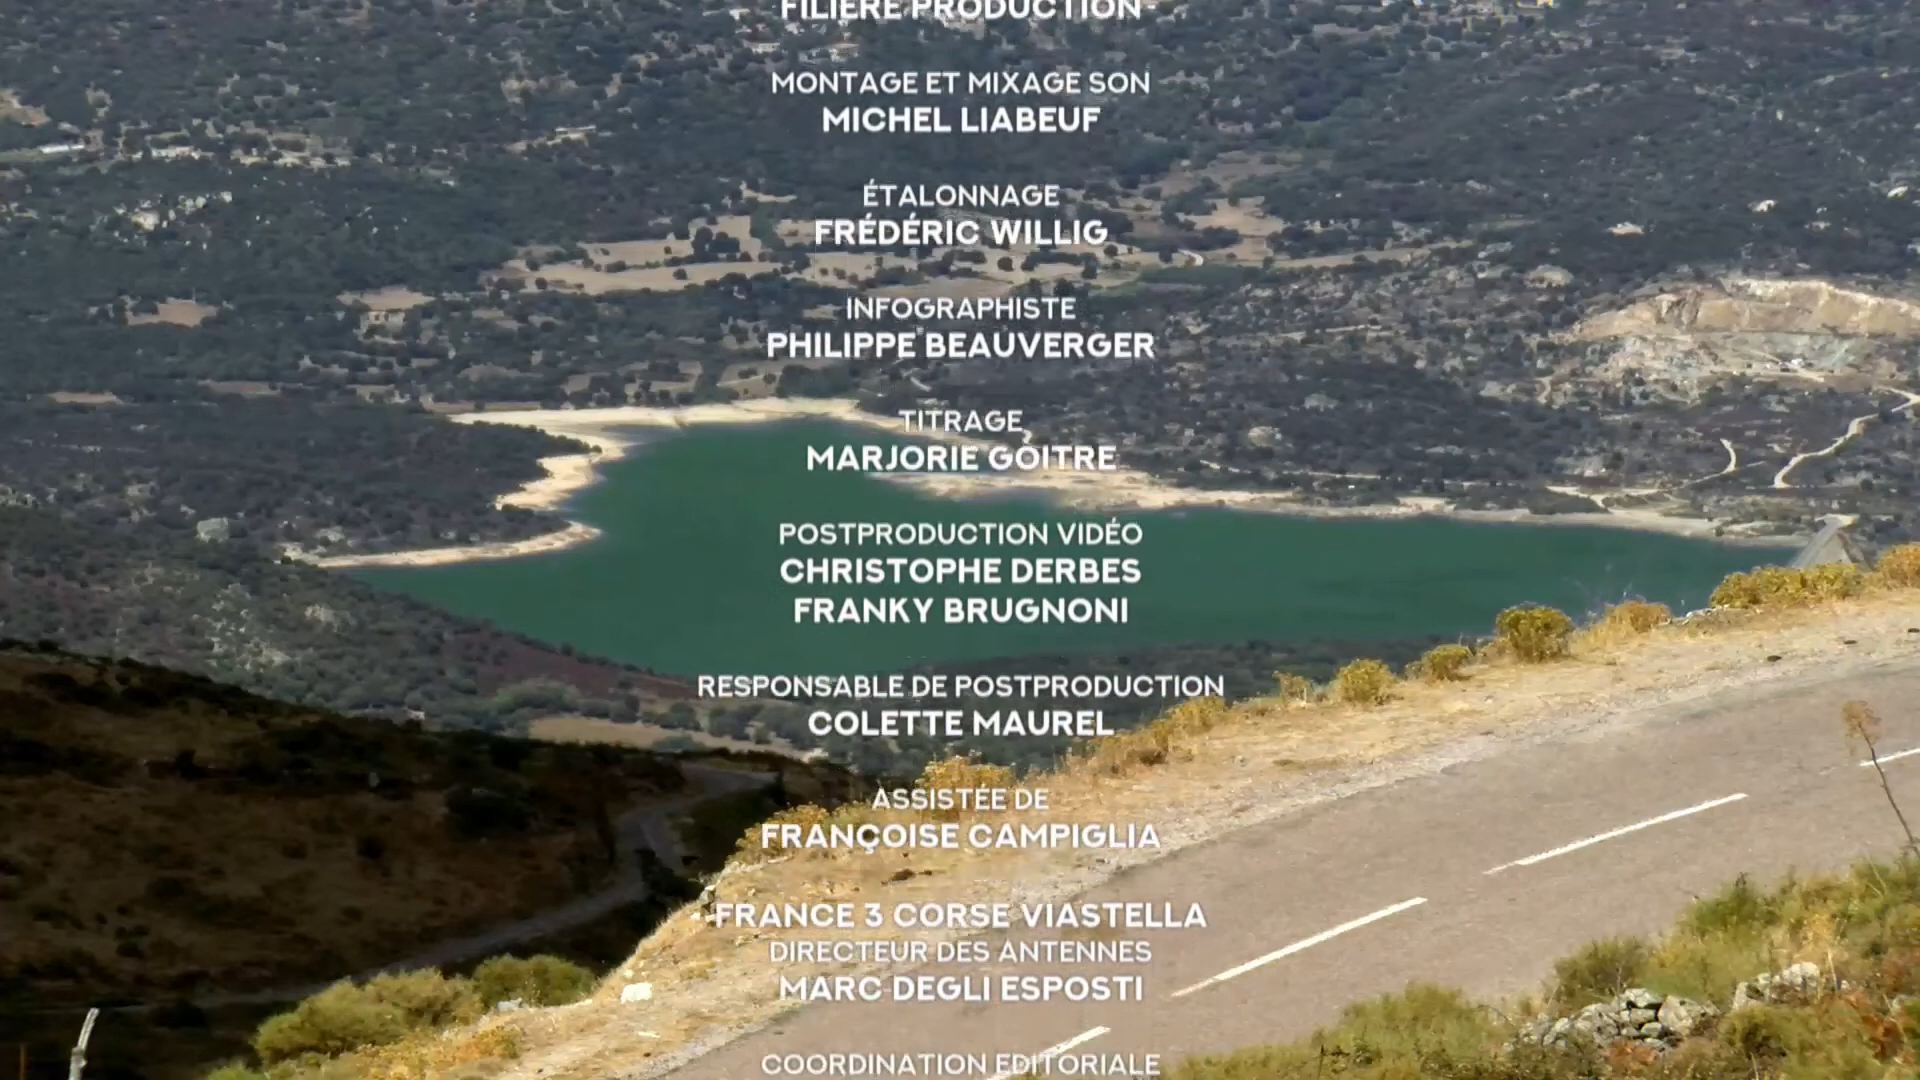 FILIÈRE PRODUCTION
MONTAGE ET MIXAGE SON
MICHEL LIABEUF
ÉTALONNAGE
FRÉDÉRIC WILLIG
INFOGRAPHISTE
PHILIPPE BEAUVERGER
TITRAGE
MARJORIE GOITRE
POSTPRODUCTION VIDÉO
CHRISTOPHE DERBES
FRANKY BRUGNONI
RESPONSABLE DE POSTPRODUCTION
COLETTE MAUREL
ASSISTÉE DE
FRANÇOISE CAMPIGLIA
FRANCE 3 CORSE VIASTELLA
DIRECTEUR DES ANTENNES
MARC DEGLI ESPOSTI
COORDINATION EDITORIALE